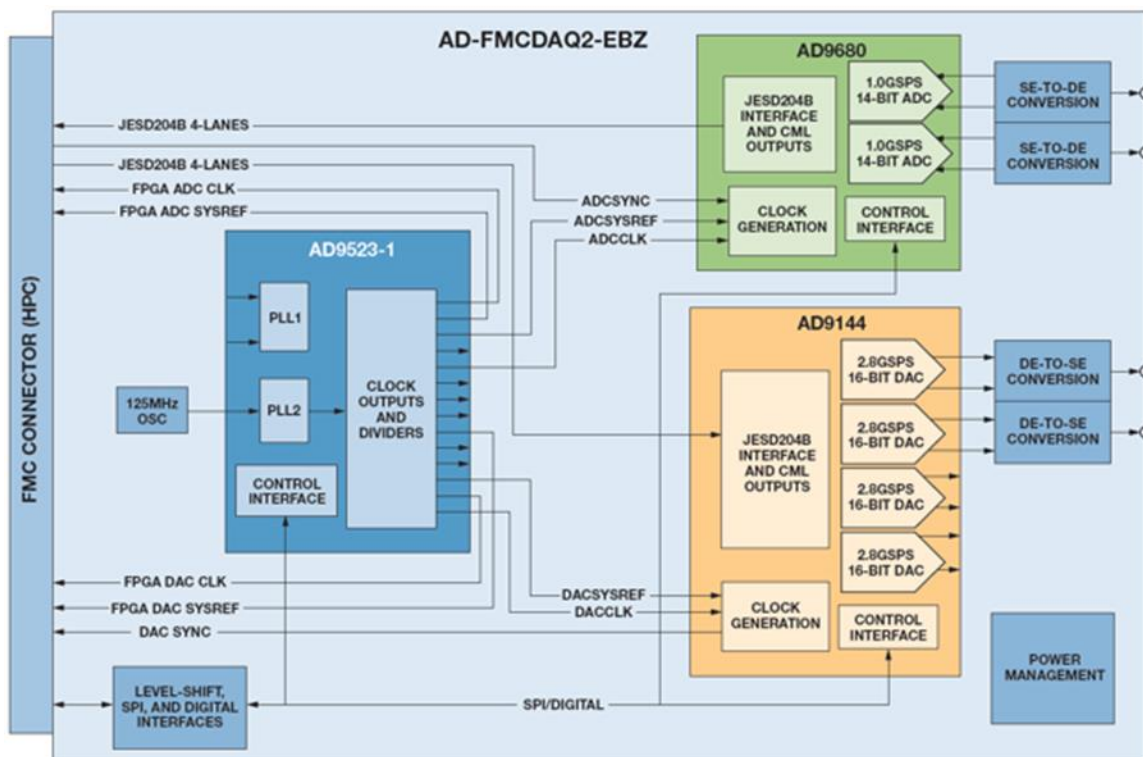 AD-FMCDAQ2-EBZ
FMC CONNECTOR (HPC)
JESD204B 4-LANES
JESD204B 4-LANES
FPGA ADC CLK
FPGA ADC SYSREF
AD9523-1
PLL1
PLL2
125MHz
OSC
CLOCK
OUTPUTS
AND
DIVIDERS
CONTROL
INTERFACE
ADCSYNC
ADCSYSREF
ADCCLK
AD9680
JESD204B
INTERFACE
AND CML
OUTPUTS
1.0GSPS
14-BIT ADC
1.0GSPS
14-BIT ADC
CLOCK
GENERATION
CONTROL
INTERFACE
SE-TO-DE
CONVERSION
SE-TO-DE
CONVERSION
AD9144
JESD204B
INTERFACE
AND CML
OUTPUTS
2.8GSPS
16-BIT DAC
2.8GSPS
16-BIT DAC
2.8GSPS
16-BIT DAC
2.8GSPS
16-BIT DAC
DE-TO-SE
CONVERSION
DE-TO-SE
CONVERSION
CLOCK
GENERATION
CONTROL
INTERFACE
FPGA DAC CLK
FPGA DAC SYSREF
DAC SYNC
DACSYSREF
DACCLK
LEVEL-SHIFT,
SPI, AND DIGITAL
INTERFACES
SPI/DIGITAL
POWER
MANAGEMENT